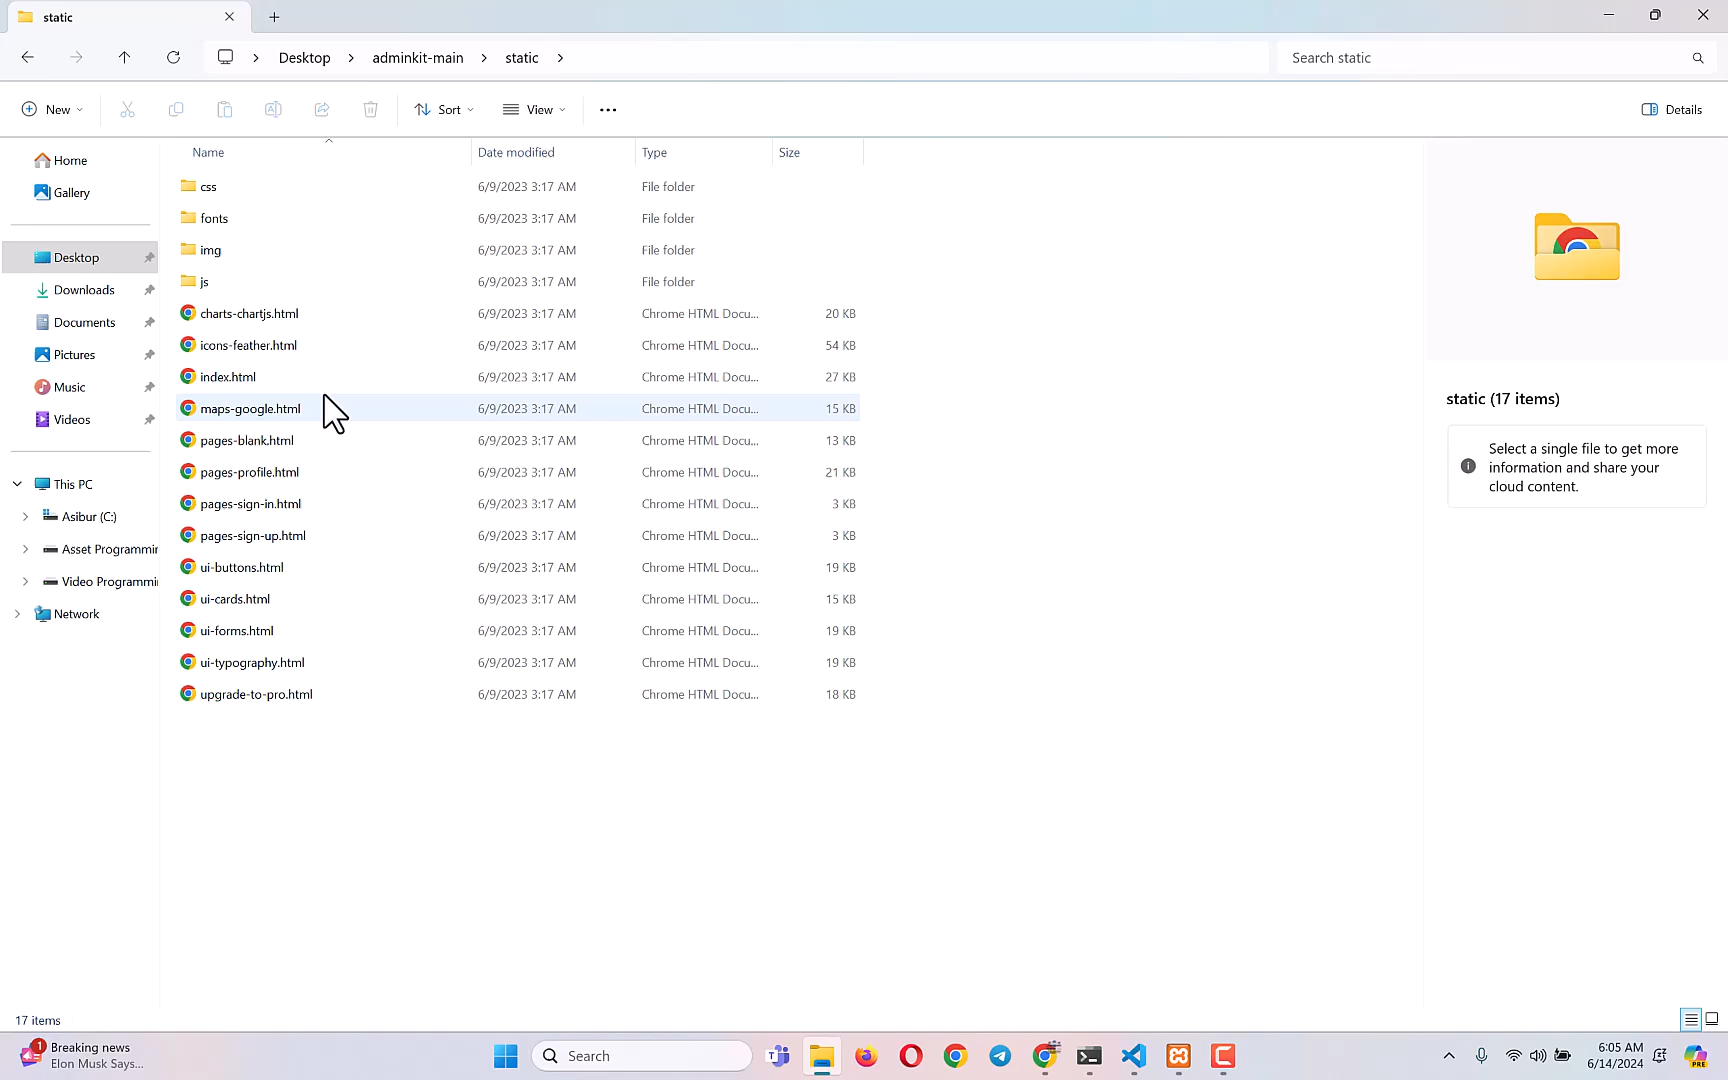 static
Desktop
adminkit-main
static
Search static
New
Sort
View
Details
Home
Gallery
Desktop
Downloads
Documents
Pictures
Music
Videos
This PC
Asibur (C:)
Asset Programmin
Video Programmin
Network
Name Date modified Type Size
css 6/9/2023 3:17 AM File folder
fonts 6/9/2023 3:17 AM File folder
img 6/9/2023 3:17 AM File folder
js 6/9/2023 3:17 AM File folder
charts-chartjs.html 6/9/2023 3:17 AM Chrome HTML Docu... 20 KB
icons-feather.html 6/9/2023 3:17 AM Chrome HTML Docu... 54 KB
index.html 6/9/2023 3:17 AM Chrome HTML Docu... 27 KB
maps-google.html 6/9/2023 3:17 AM Chrome HTML Docu... 15 KB
pages-blank.html 6/9/2023 3:17 AM Chrome HTML Docu... 13 KB
pages-profile.html 6/9/2023 3:17 AM Chrome HTML Docu... 21 KB
pages-sign-in.html 6/9/2023 3:17 AM Chrome HTML Docu... 3 KB
pages-sign-up.html 6/9/2023 3:17 AM Chrome HTML Docu... 3 KB
ui-buttons.html 6/9/2023 3:17 AM Chrome HTML Docu... 19 KB
ui-cards.html 6/9/2023 3:17 AM Chrome HTML Docu... 15 KB
ui-forms.html 6/9/2023 3:17 AM Chrome HTML Docu... 19 KB
ui-typography.html 6/9/2023 3:17 AM Chrome HTML Docu... 19 KB
upgrade-to-pro.html 6/9/2023 3:17 AM Chrome HTML Docu... 18 KB
static (17 items)
Select a single file to get more
information and share your
cloud content.
17 items
1
Breaking news
Elon Musk Says...
Search
6:05 AM
6/14/2024
PRE